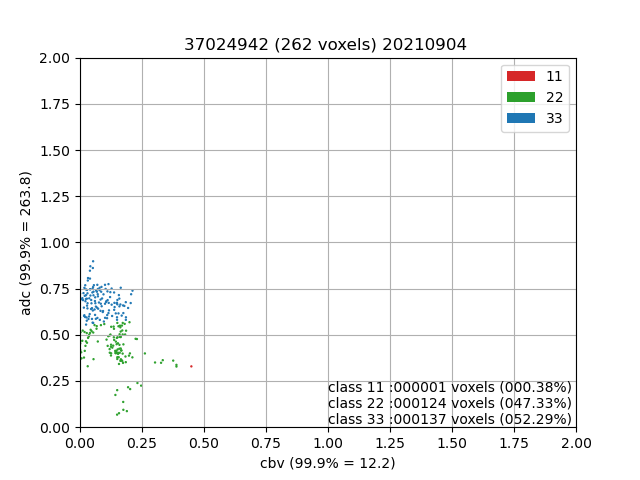 37024942 (262 voxels) 20210904
2.00
1.75
1.50
1.25
1.00
0.75
0.50
0.25
0.00
adc (99.9% = 263.8)
11
22
33
class 11 :000001 voxels (000.38%)
class 22 :000124 voxels (047.33%)
class 33 :000137 voxels (052.29%)
0.00 0.25 0.50 0.75 1.00 1.25 1.50 1.75 2.00
cbv (99.9% = 12.2)